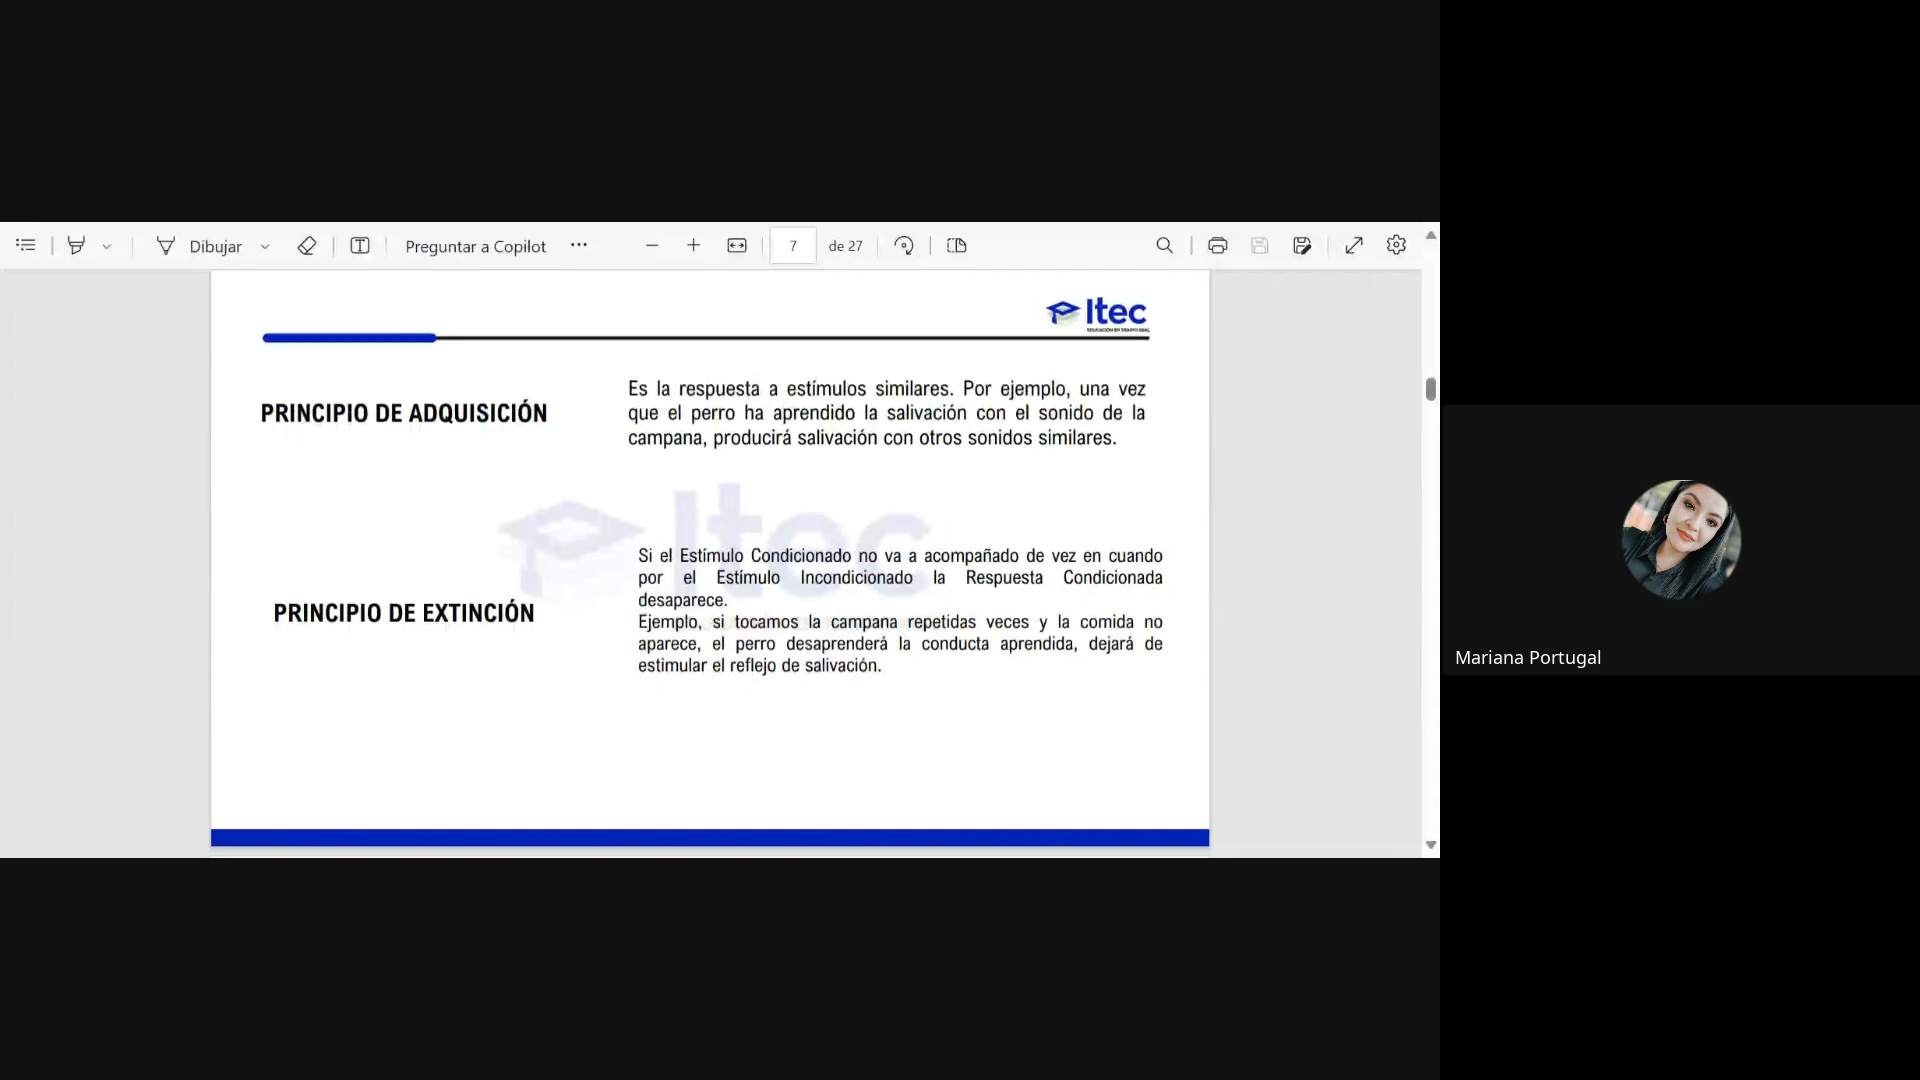 Dibujar
Preguntar a Copilot
7 de 27
Itec
PRINCIPIO DE ADQUISICIÓN
Es la respuesta a estímulos similares. Por ejemplo, una vez
que el perro ha aprendido la salivación con el sonido de la
campana, producirá salivación con otros sonidos similares.
Itec
PRINCIPIO DE EXTINCIÓN
Si el Estímulo Condicionado no va a acompañado de vez en cuando
por el Estímulo Incondicionado la Respuesta Condicionada
desaparece.
Ejemplo, si tocamos la campana repetidas veces y la comida no
aparece, el perro desaprenderá la conducta aprendida, dejará de
estimular el reflejo de salivación.
Mariana Portugal